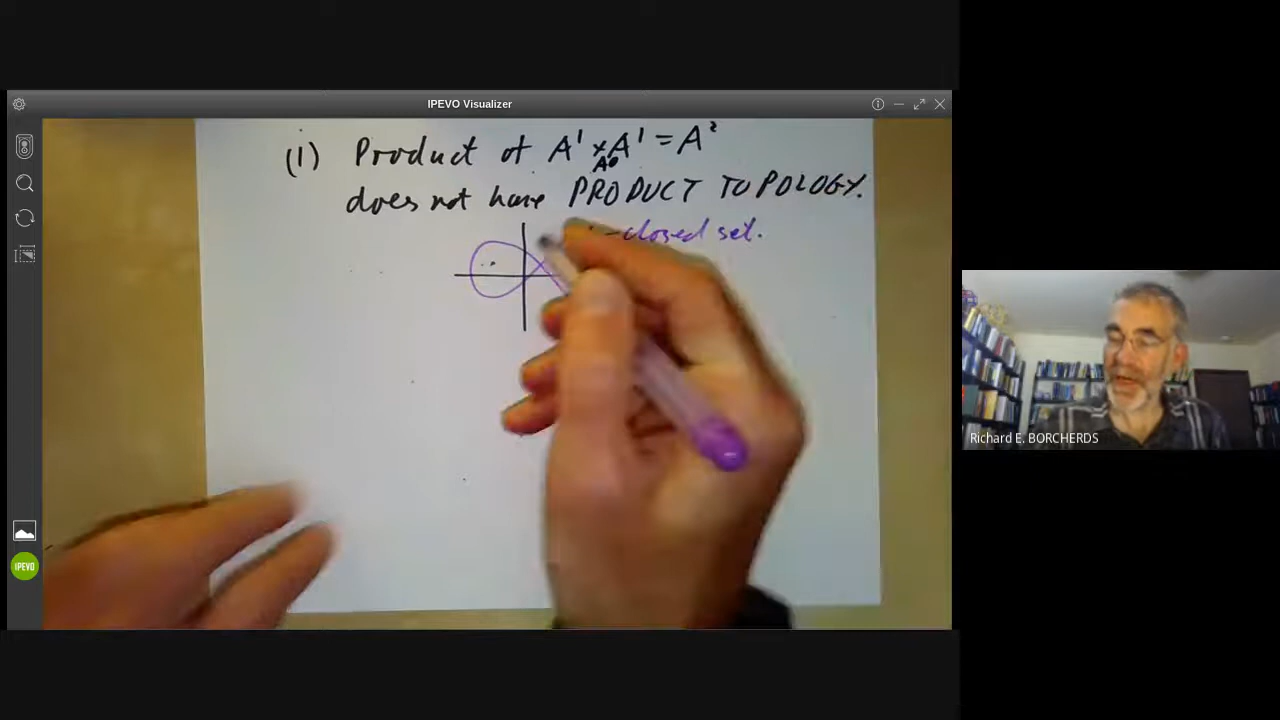 IPEVO Visualizer
(1) Product of A¹ ×A¹ = A²
A⁰
does not have PRODUCT TOPOLOGY.
closed set.
IPEVO
Richard E. BORCHERDS